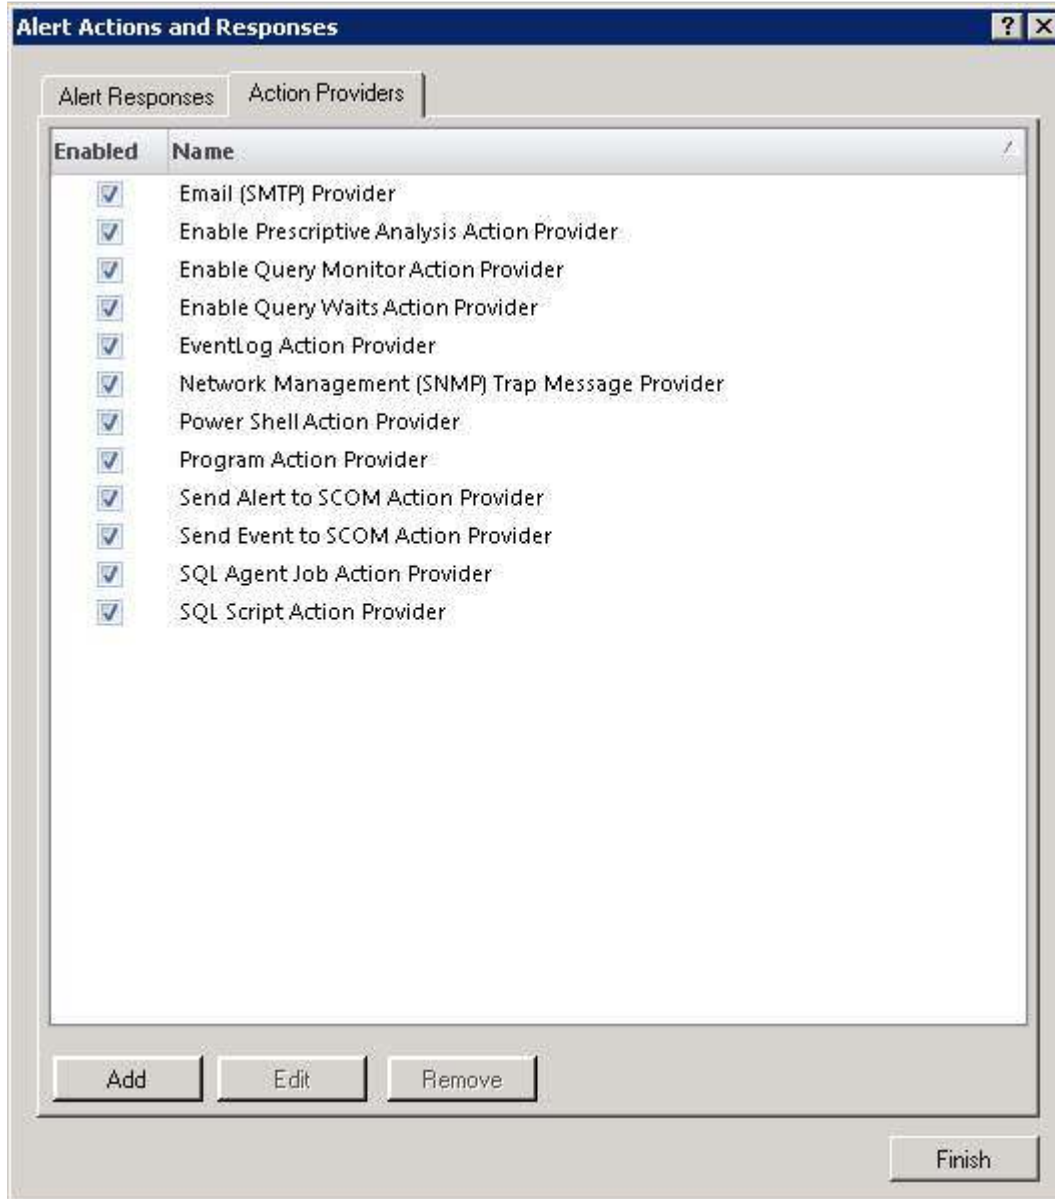 Alert Actions and Responses
Alert Responses Action Providers
Enabled Name
Email (SMTP) Provider
Enable Prescriptive Analysis Action Provider
Enable Query Monitor Action Provider
Enable Query Waits Action Provider
EventLog Action Provider
Network Management (SNMP) Trap Message Provider
Power Shell Action Provider
Program Action Provider
Send Alert to SCOM Action Provider
Send Event to SCOM Action Provider
SQL Agent Job Action Provider
SQL Script Action Provider
Add Edit Remove
Finish